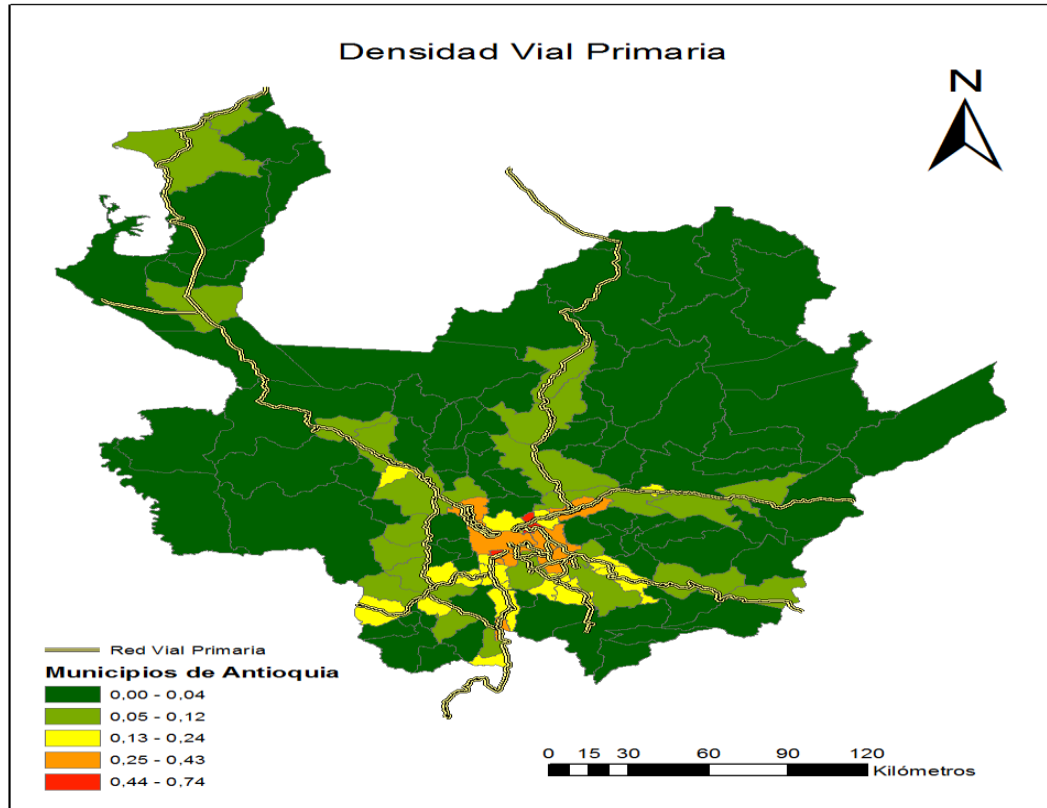 Densidad Vial Primaria
N
Red Vial Primaria
Municipios de Antioquia
0,00 - 0,04
0,05 - 0,12
0,13 - 0,24
0,25 - 0,43
0,44 - 0,74
0 15 30 60 90 120
Kilómetros